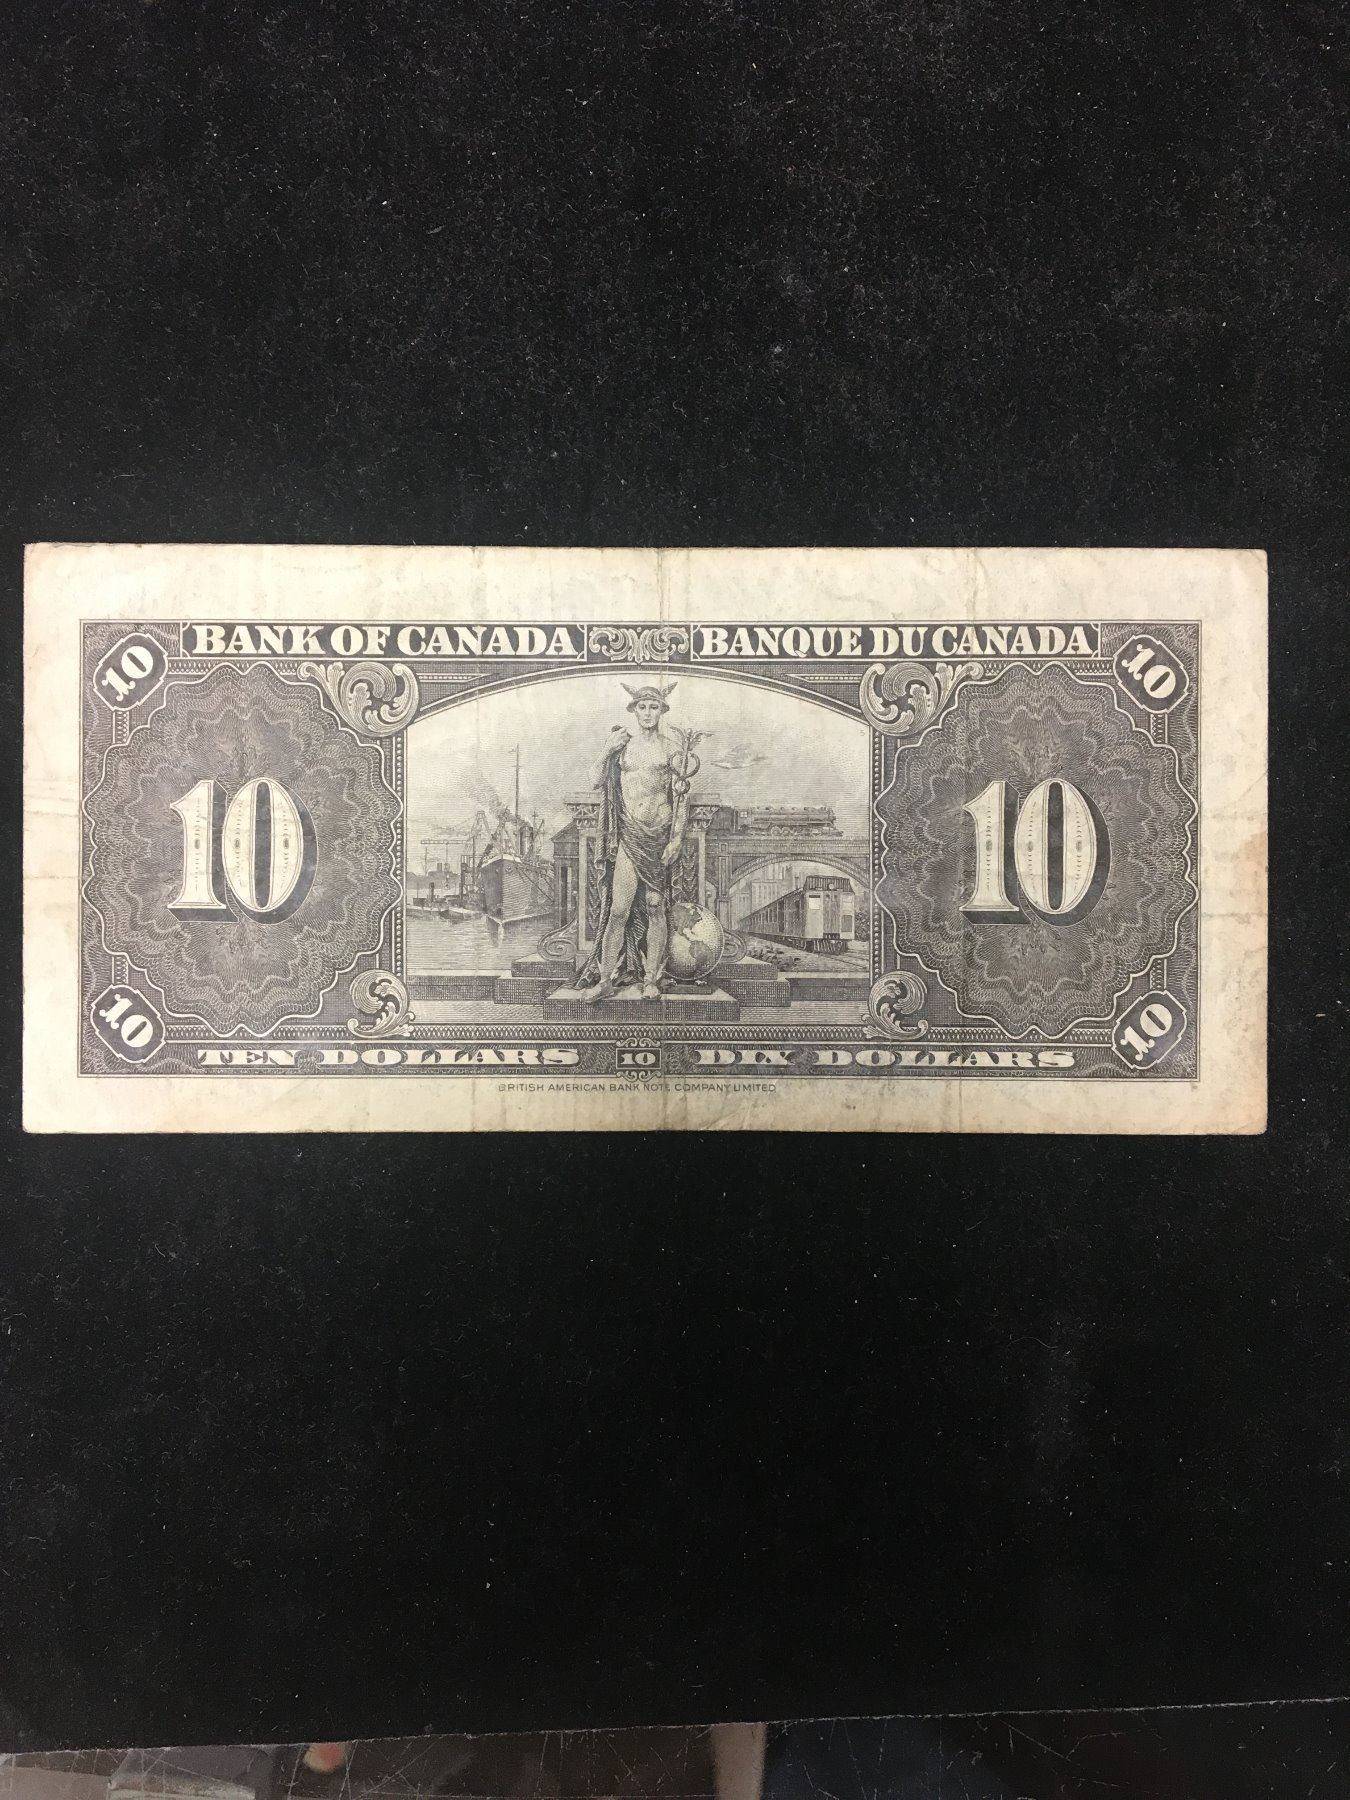 10 BANK OF CANADA BANQUE DU CANADA 10
10 10
10 TEN DOLLARS 10 DIX DOLLARS 10
BRITISH AMERICAN BANK NOTE COMPANY LIMITED